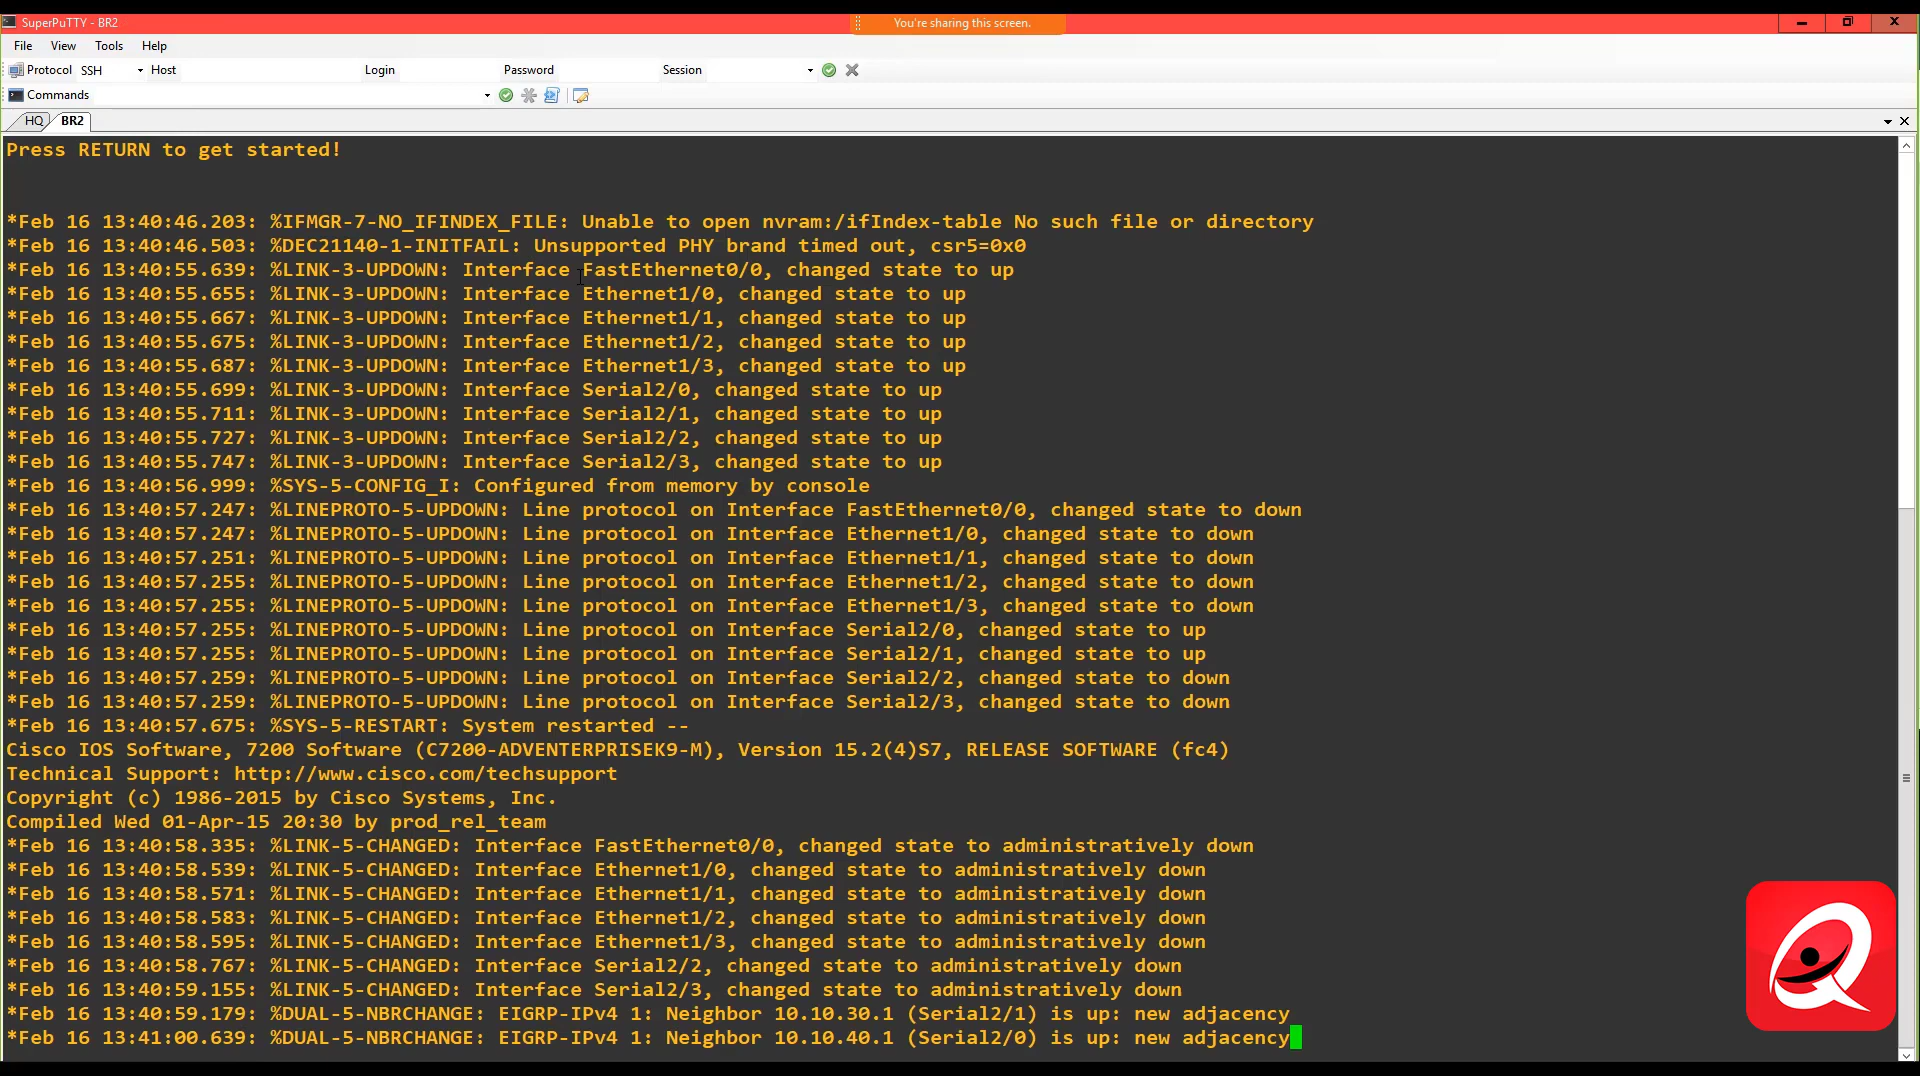 SuperPuTTY - BR2
You're sharing this screen.
File View Tools Help
Protocol SSH Host Login Password Session
Commands
HQ BR2
Press RETURN to get started!
*Feb 16 13:40:46.203: %IFMGR-7-NO_IFINDEX_FILE: Unable to open nvram:/ifIndex-table No such file or directory
*Feb 16 13:40:46.503: %DEC21140-1-INITFAIL: Unsupported PHY brand timed out, csr5=0x0
*Feb 16 13:40:55.639: %LINK-3-UPDOWN: Interface FastEthernet0/0, changed state to up
*Feb 16 13:40:55.655: %LINK-3-UPDOWN: Interface Ethernet1/0, changed state to up
*Feb 16 13:40:55.667: %LINK-3-UPDOWN: Interface Ethernet1/1, changed state to up
*Feb 16 13:40:55.675: %LINK-3-UPDOWN: Interface Ethernet1/2, changed state to up
*Feb 16 13:40:55.687: %LINK-3-UPDOWN: Interface Ethernet1/3, changed state to up
*Feb 16 13:40:55.699: %LINK-3-UPDOWN: Interface Serial2/0, changed state to up
*Feb 16 13:40:55.711: %LINK-3-UPDOWN: Interface Serial2/1, changed state to up
*Feb 16 13:40:55.727: %LINK-3-UPDOWN: Interface Serial2/2, changed state to up
*Feb 16 13:40:55.747: %LINK-3-UPDOWN: Interface Serial2/3, changed state to up
*Feb 16 13:40:56.999: %SYS-5-CONFIG_I: Configured from memory by console
*Feb 16 13:40:57.247: %LINEPROTO-5-UPDOWN: Line protocol on Interface FastEthernet0/0, changed state to down
*Feb 16 13:40:57.247: %LINEPROTO-5-UPDOWN: Line protocol on Interface Ethernet1/0, changed state to down
*Feb 16 13:40:57.251: %LINEPROTO-5-UPDOWN: Line protocol on Interface Ethernet1/1, changed state to down
*Feb 16 13:40:57.255: %LINEPROTO-5-UPDOWN: Line protocol on Interface Ethernet1/2, changed state to down
*Feb 16 13:40:57.255: %LINEPROTO-5-UPDOWN: Line protocol on Interface Ethernet1/3, changed state to down
*Feb 16 13:40:57.255: %LINEPROTO-5-UPDOWN: Line protocol on Interface Serial2/0, changed state to up
*Feb 16 13:40:57.255: %LINEPROTO-5-UPDOWN: Line protocol on Interface Serial2/1, changed state to up
*Feb 16 13:40:57.259: %LINEPROTO-5-UPDOWN: Line protocol on Interface Serial2/2, changed state to down
*Feb 16 13:40:57.259: %LINEPROTO-5-UPDOWN: Line protocol on Interface Serial2/3, changed state to down
*Feb 16 13:40:57.675: %SYS-5-RESTART: System restarted --
Cisco IOS Software, 7200 Software (C7200-ADVENTERPRISEK9-M), Version 15.2(4)S7, RELEASE SOFTWARE (fc4)
Technical Support: http://www.cisco.com/techsupport
Copyright (c) 1986-2015 by Cisco Systems, Inc.
Compiled Wed 01-Apr-15 20:30 by prod_rel_team
*Feb 16 13:40:58.335: %LINK-5-CHANGED: Interface FastEthernet0/0, changed state to administratively down
*Feb 16 13:40:58.539: %LINK-5-CHANGED: Interface Ethernet1/0, changed state to administratively down
*Feb 16 13:40:58.571: %LINK-5-CHANGED: Interface Ethernet1/1, changed state to administratively down
*Feb 16 13:40:58.583: %LINK-5-CHANGED: Interface Ethernet1/2, changed state to administratively down
*Feb 16 13:40:58.595: %LINK-5-CHANGED: Interface Ethernet1/3, changed state to administratively down
*Feb 16 13:40:58.767: %LINK-5-CHANGED: Interface Serial2/2, changed state to administratively down
*Feb 16 13:40:59.155: %LINK-5-CHANGED: Interface Serial2/3, changed state to administratively down
*Feb 16 13:40:59.179: %DUAL-5-NBRCHANGE: EIGRP-IPv4 1: Neighbor 10.10.30.1 (Serial2/1) is up: new adjacency
*Feb 16 13:41:00.639: %DUAL-5-NBRCHANGE: EIGRP-IPv4 1: Neighbor 10.10.40.1 (Serial2/0) is up: new adjacency